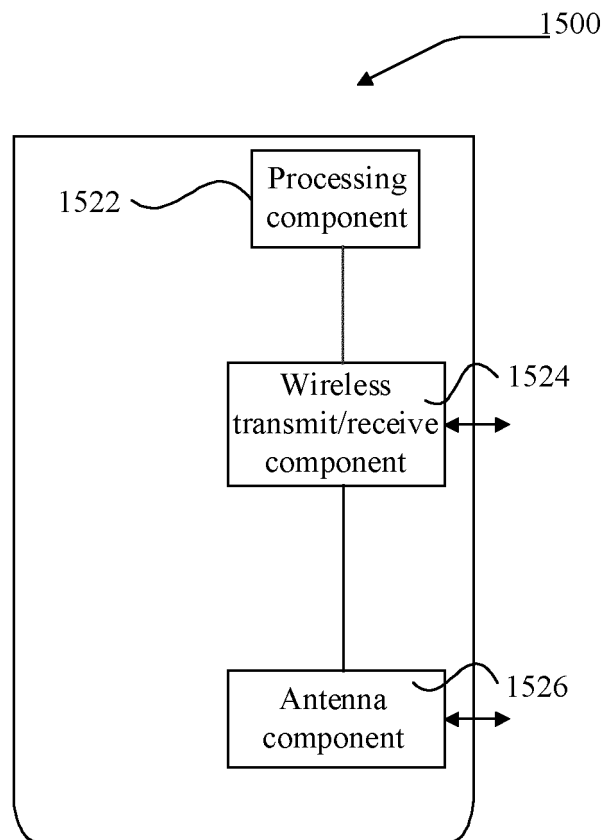 1500
Processing
component
1522
Wireless
transmit/receive
component
1524
Antenna
component
1526